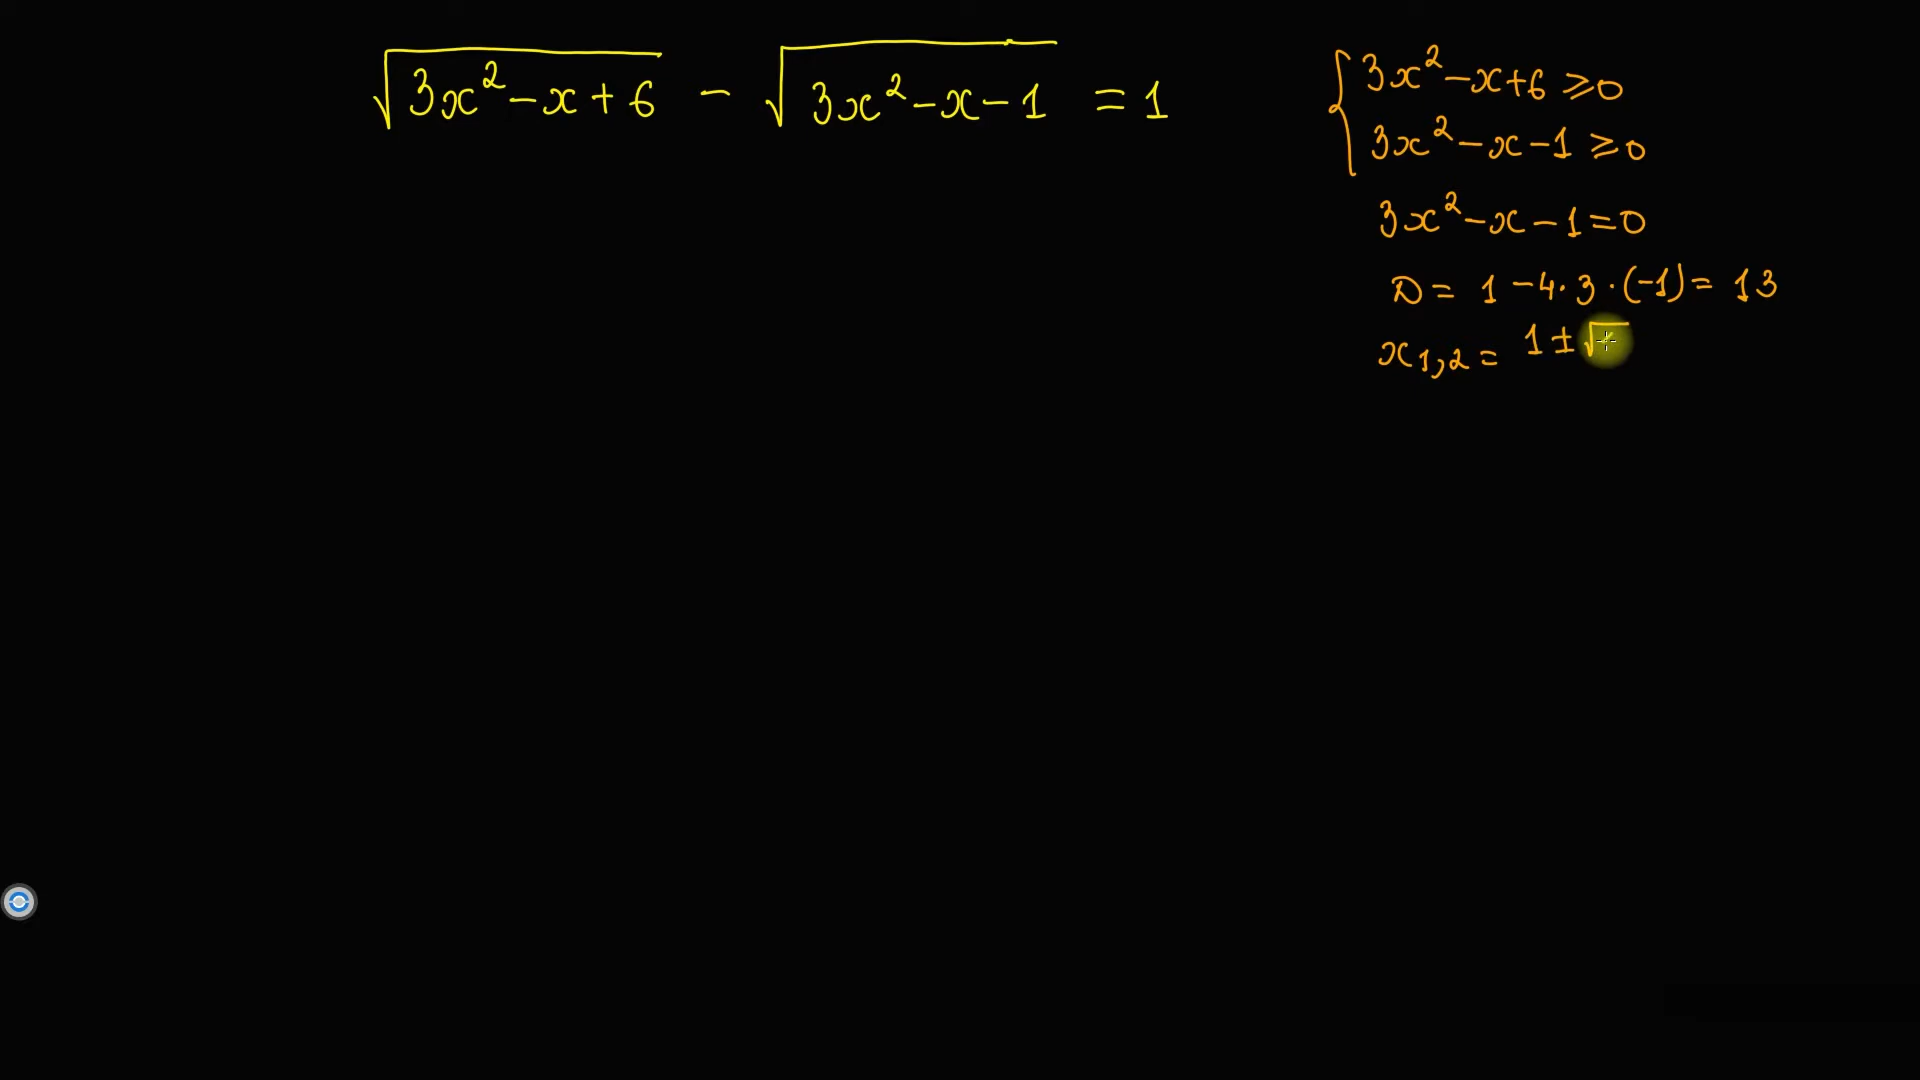 √(3x² − x + 6) − √(3x² − x − 1) = 1
{ 3x² − x + 6 ⩾ 0
3x² − x − 1 ⩾ 0
3x² − x − 1 = 0
D = 1 − 4 · 3 · (−1) = 13
x₁,₂ = 1 ± √